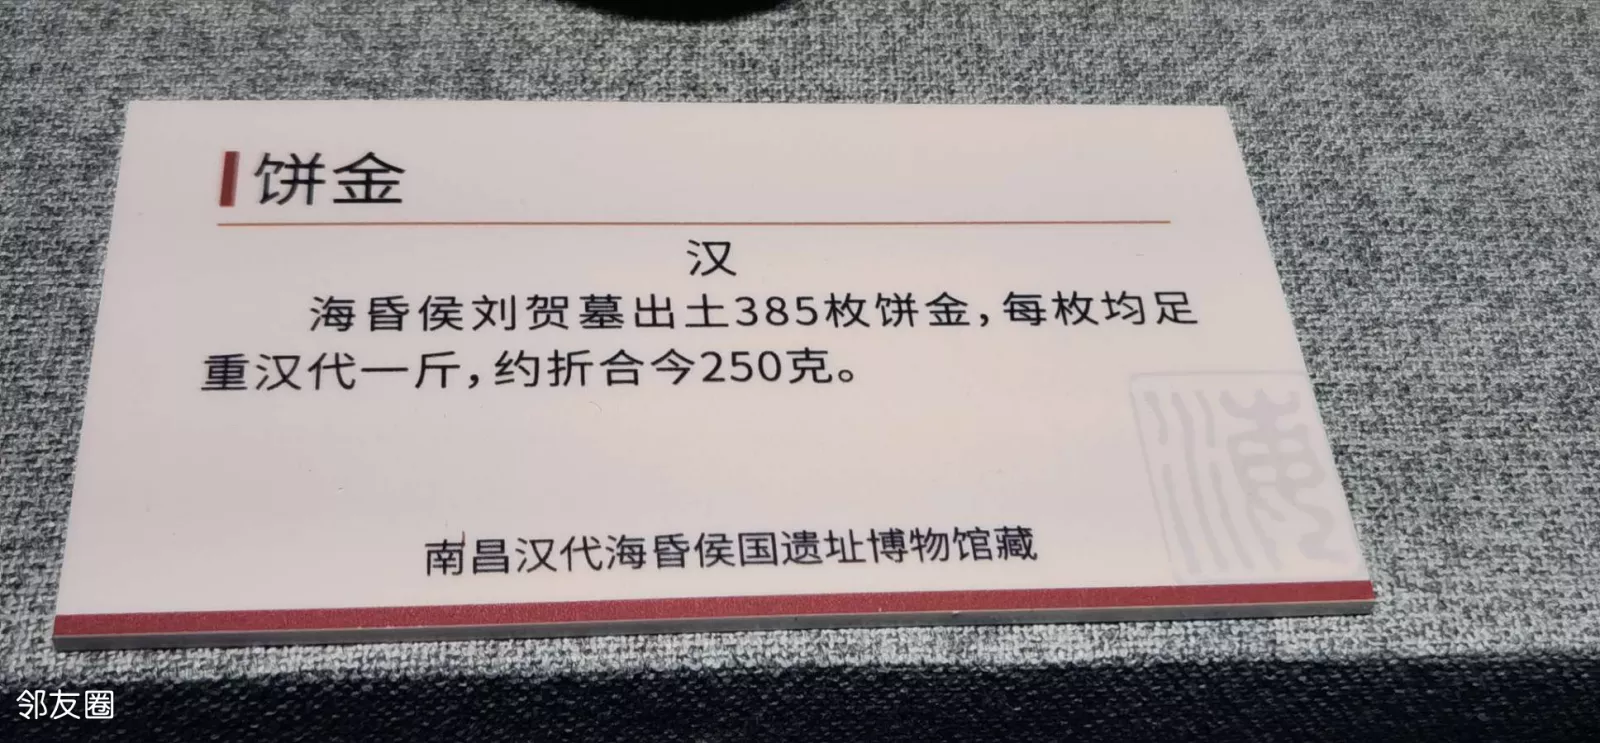 饼金
汉
海昏侯刘贺墓出土385枚饼金,每枚均足
重汉代一斤,约折合今250克。
南昌汉代海昏侯国遗址博物馆藏
海
邻友圈